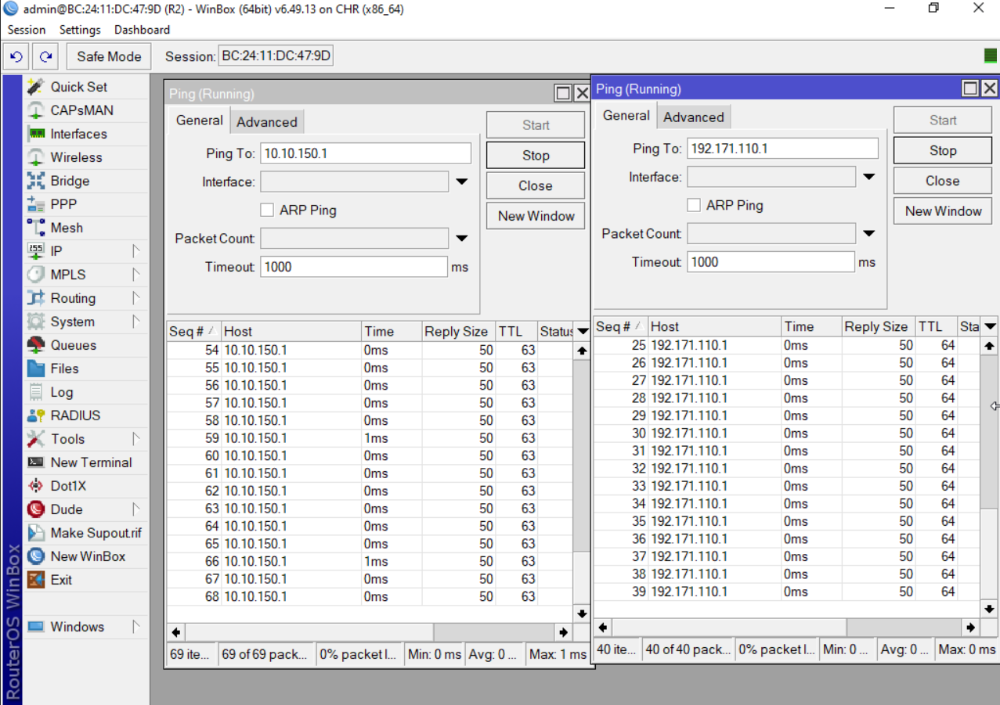 admin@BC:24:11:DC:47:9D (R2) - WinBox (64bit) v6.49.13 on CHR (x86_64)
Session Settings Dashboard
Safe Mode Session: BC:24:11:DC:47:9D
Quick Set
CAPsMAN
Interfaces
Wireless
Bridge
PPP
Mesh
IP
MPLS
Routing
System
Queues
Files
Log
RADIUS
Tools
New Terminal
Dot1X
Dude
Make Supout.rif
New WinBox
Exit
Windows
RouterOS WinBox
Ping (Running)
General Advanced
Start
Stop
Close
New Window
Ping To: 10.10.150.1
Interface:
ARP Ping
Packet Count:
Timeout: 1000 ms
Seq # Host Time Reply Size TTL Status
54 10.10.150.1 0ms 50 63
55 10.10.150.1 0ms 50 63
56 10.10.150.1 0ms 50 63
57 10.10.150.1 0ms 50 63
58 10.10.150.1 0ms 50 63
59 10.10.150.1 1ms 50 63
60 10.10.150.1 0ms 50 63
61 10.10.150.1 0ms 50 63
62 10.10.150.1 0ms 50 63
63 10.10.150.1 0ms 50 63
64 10.10.150.1 0ms 50 63
65 10.10.150.1 0ms 50 63
66 10.10.150.1 1ms 50 63
67 10.10.150.1 0ms 50 63
68 10.10.150.1 0ms 50 63
69 ite... 69 of 69 pack... 0% packet l... Min: 0 ms Avg: 0 ... Max: 1 ms
Ping (Running)
General Advanced
Start
Stop
Close
New Window
Ping To: 192.171.110.1
Interface:
ARP Ping
Packet Count:
Timeout: 1000 ms
Seq # Host Time Reply Size TTL Sta
25 192.171.110.1 0ms 50 64
26 192.171.110.1 0ms 50 64
27 192.171.110.1 0ms 50 64
28 192.171.110.1 0ms 50 64
29 192.171.110.1 0ms 50 64
30 192.171.110.1 0ms 50 64
31 192.171.110.1 0ms 50 64
32 192.171.110.1 0ms 50 64
33 192.171.110.1 0ms 50 64
34 192.171.110.1 0ms 50 64
35 192.171.110.1 0ms 50 64
36 192.171.110.1 0ms 50 64
37 192.171.110.1 0ms 50 64
38 192.171.110.1 0ms 50 64
39 192.171.110.1 0ms 50 64
40 ite... 40 of 40 pack... 0% packet l... Min: 0 ... Avg: 0 ... Max: 0 ms